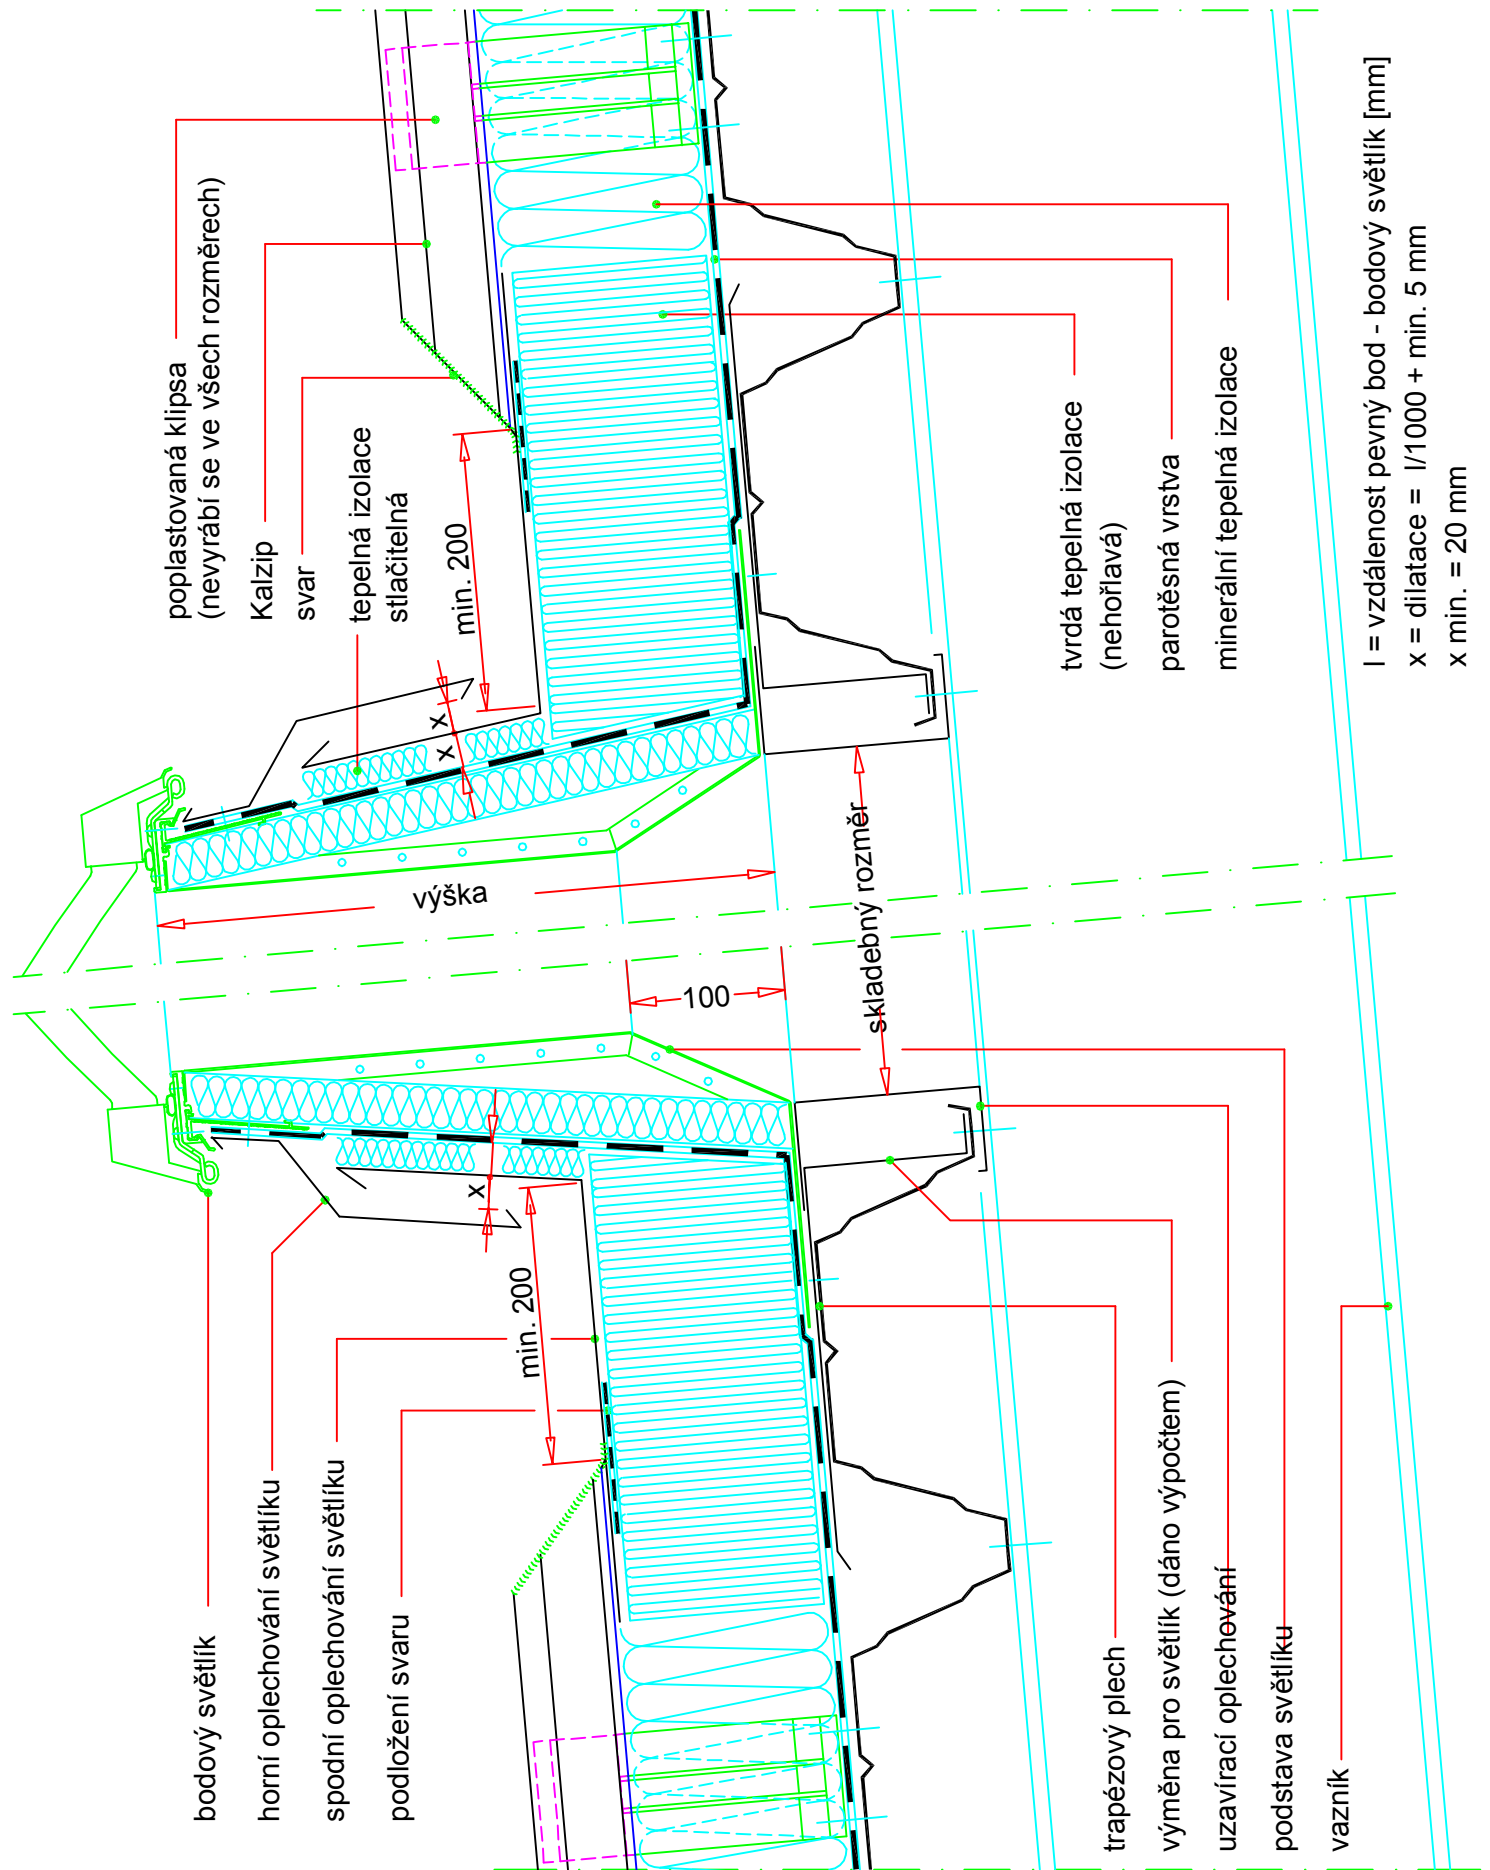 bodový světlík
horní oplechování světlíku
spodní oplechování světlíku
podložení svaru
poplastovaná klipsa
(nevyrábí se ve všech rozměrech)
Kalzip
svar
tepelná izolace
stlačitelná
min. 200
min. 200
x
x
x
výška
100
skladebný rozměr
trapézový plech
výměna pro světlík (dáno výpočtem)
uzavírací oplechování
podstava světlíku
vazník
tvrdá tepelná izolace
(nehořlavá)
parotěsná vrstva
minerální tepelná izolace
l = vzdálenost pevný bod - bodový světlík [mm]
x = dilatace = l/1000 + min. 5 mm
x min. = 20 mm